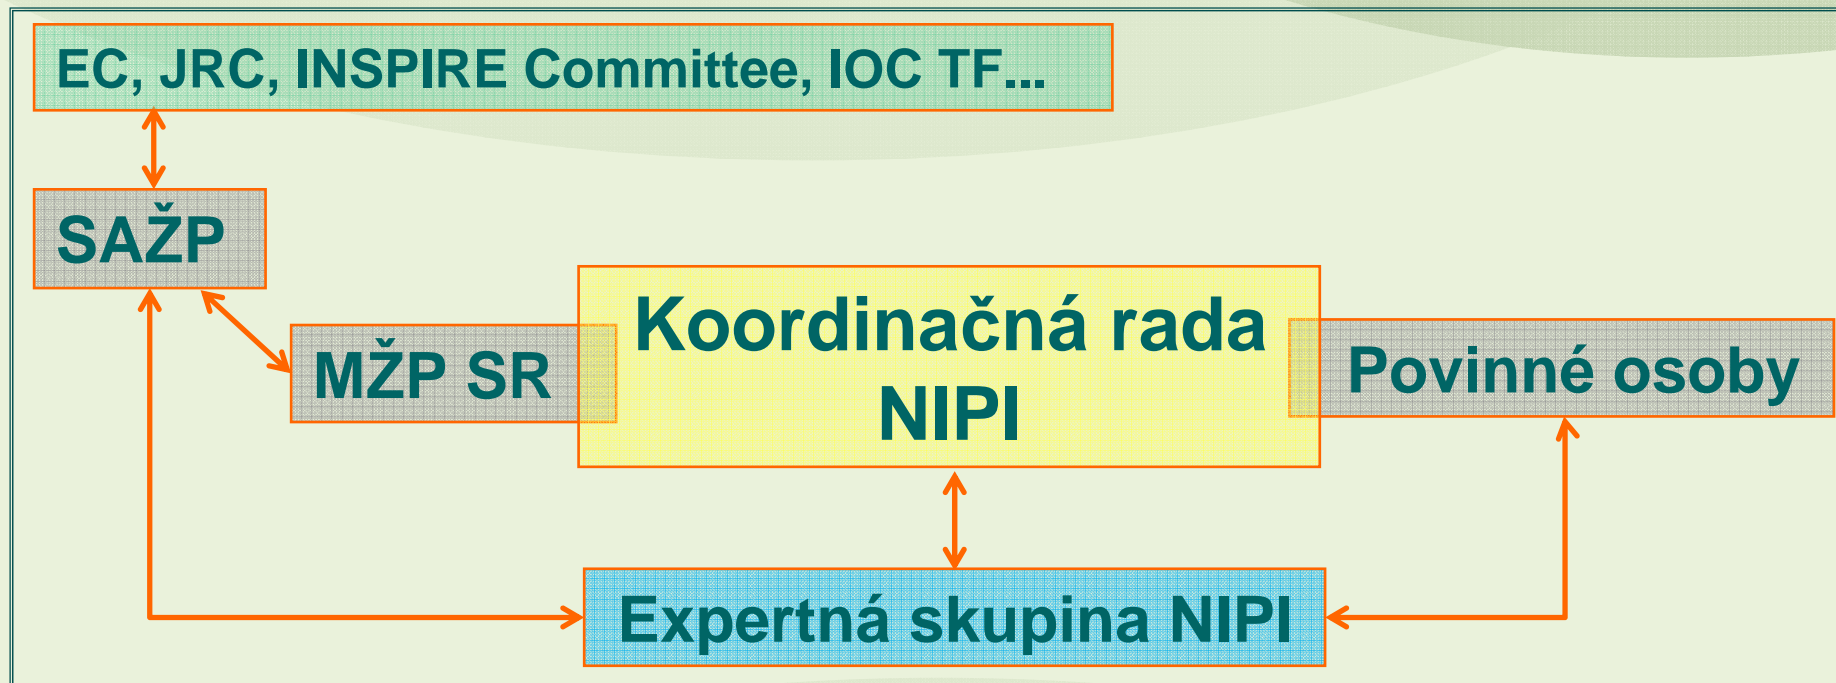 EC, JRC, INSPIRE Committee, IOC TF...
SAŽP
MŽP SR
Koordinačná rada
NIPI
Povinné osoby
Expertná skupina NIPI